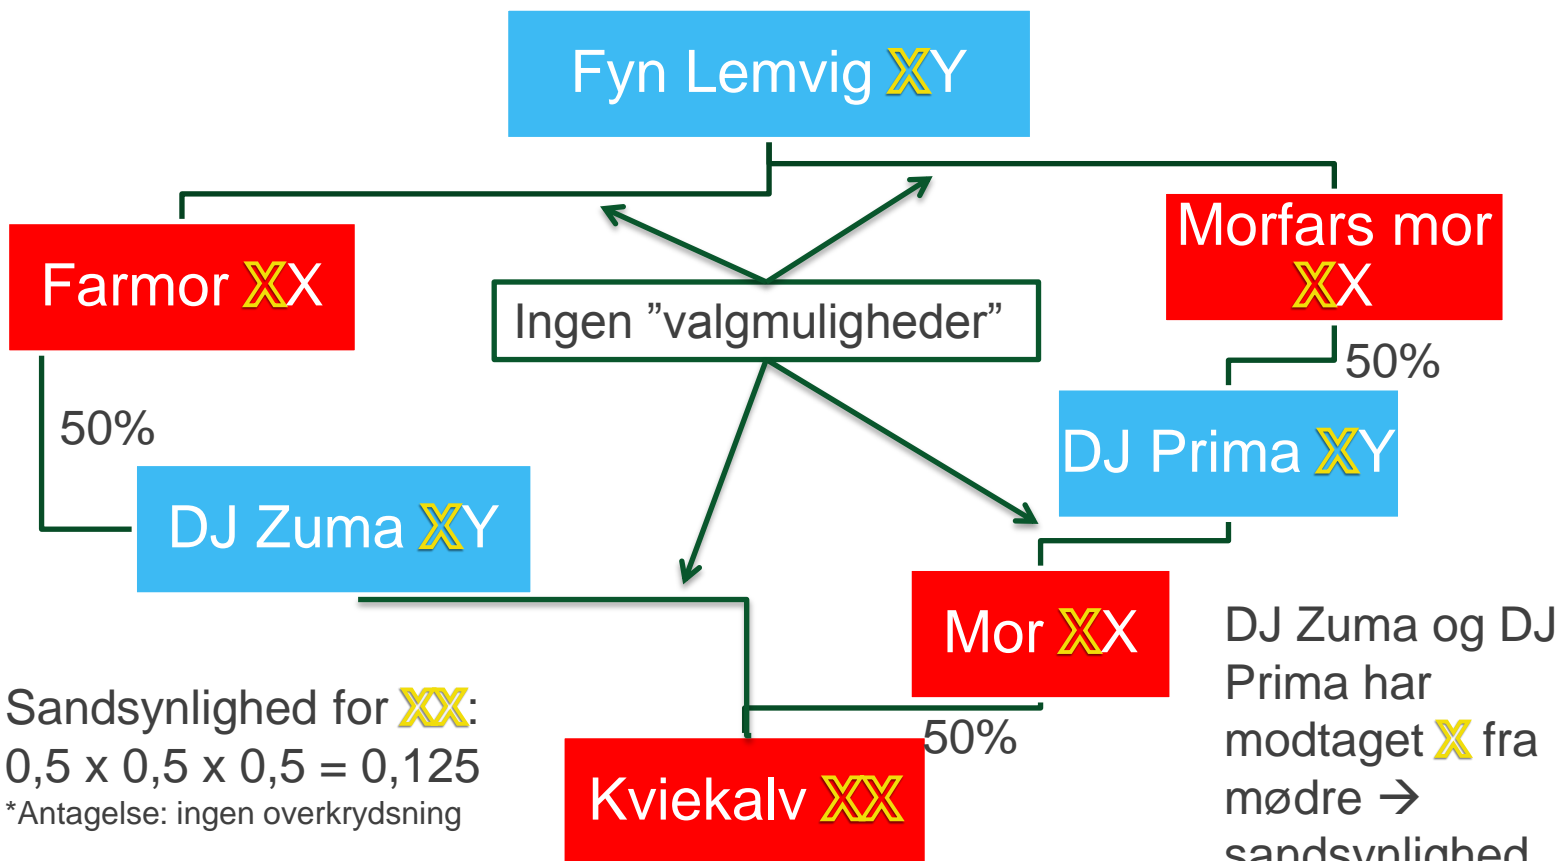 Fyn Lemvig XY
Farmor XX
Morfars mor
XX
Ingen ”valgmuligheder”
50%
50%
DJ Prima XY
DJ Zuma XY
Mor XX
50%
Kviekalv XX
Sandsynlighed for XX:
0,5 x 0,5 x 0,5 = 0,125
*Antagelse: ingen overkrydsning
DJ Zuma og DJ
Prima har
modtaget X fra
mødre →
sandsynlighed